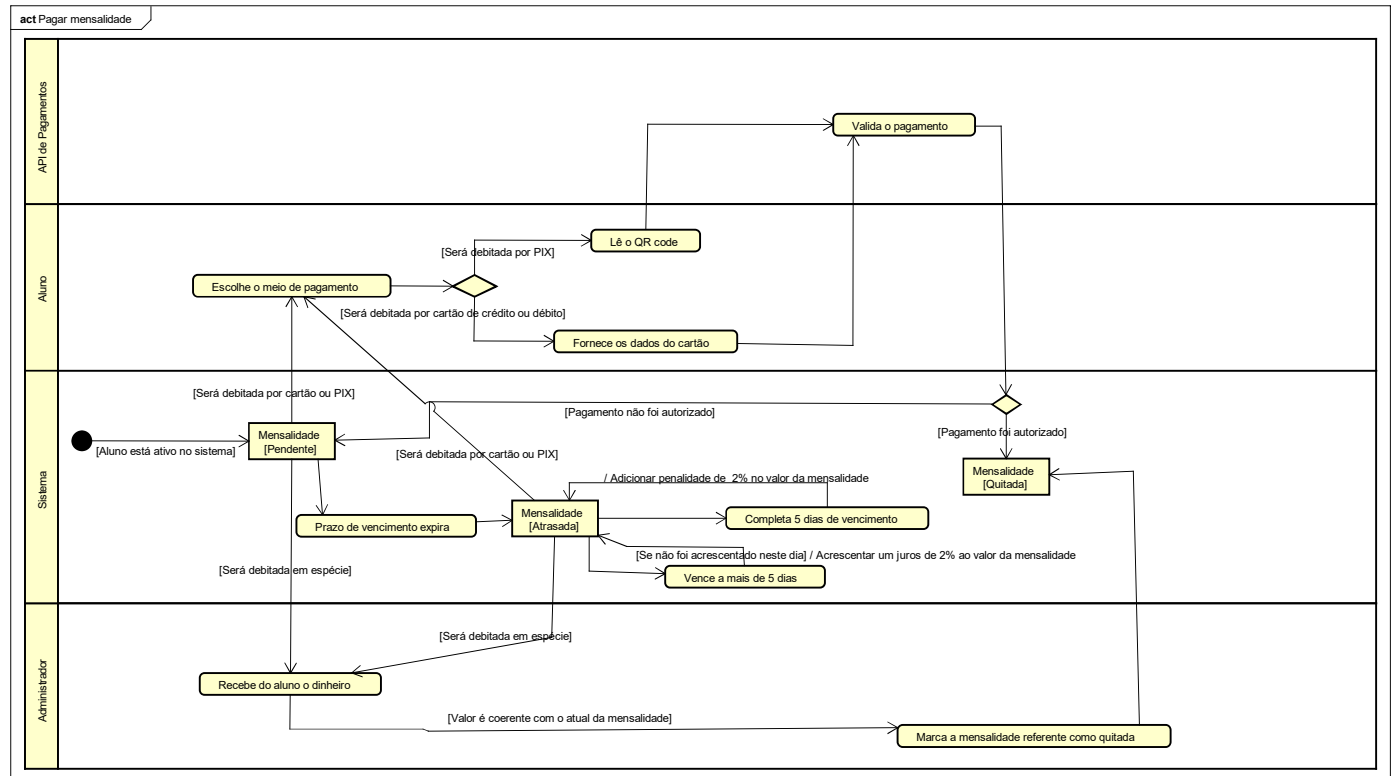 act Pagar mensalidade
API de Pagamentos
Valida o pagamento
Aluno
Lê o QR code
[Será debitada por PIX]
Escolhe o meio de pagamento
[Será debitada por cartão de crédito ou débito]
Fornece os dados do cartão
Sistema
[Será debitada por cartão ou PIX]
[Pagamento não foi autorizado]
[Pagamento foi autorizado]
Mensalidade
[Pendente]
[Aluno está ativo no sistema]
[Será debitada por cartão ou PIX]
Mensalidade
[Quitada]
/ Adicionar penalidade de  2% no valor da mensalidade
Mensalidade
[Atrasada]
Completa 5 dias de vencimento
Prazo de vencimento expira
[Se não foi acrescentado neste dia] / Acrescentar um juros de 2% ao valor da mensalidade
[Será debitada em espécie]
Vence a mais de 5 dias
Administrador
[Será debitada em espécie]
Recebe do aluno o dinheiro
[Valor é coerente com o atual da mensalidade]
Marca a mensalidade referente como quitada